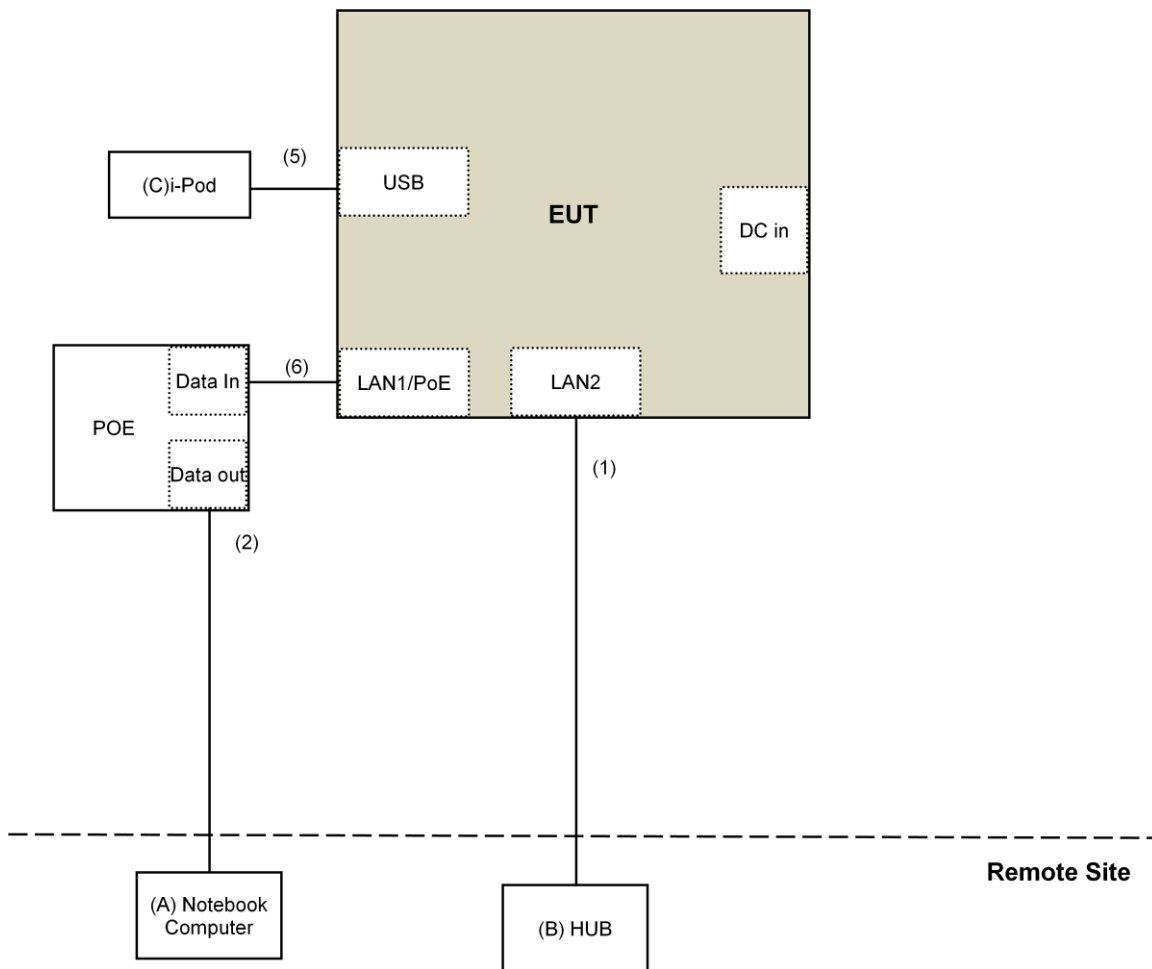 (5)
(C)i-Pod
USB
EUT
DC in
(6)
Data In
LAN1/PoE
LAN2
POE
Data out
(1)
(2)
Remote Site
(A) Notebook
Computer
(B) HUB